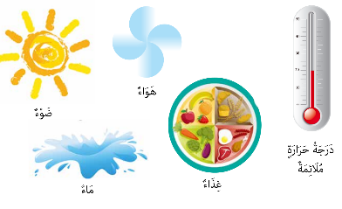 هَوَاءٌ
ضَوْءٌ
دَرَجَةُ حَرَارَةٍ
مُلَائِمَةٌ
غِذَاءٌ
مَاءٌ